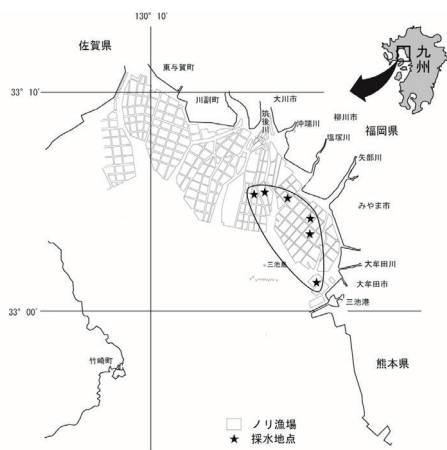 130° 10'
佐賀県
九州
東与賀町
33° 10'
川副町
大川市
筑後川
沖端川
柳川市
福岡県
塩塚川
矢部川
みやま市
三池島
大牟田川
大牟田市
33° 00'
三池港
竹崎町
熊本県
ノリ漁場
採水地点